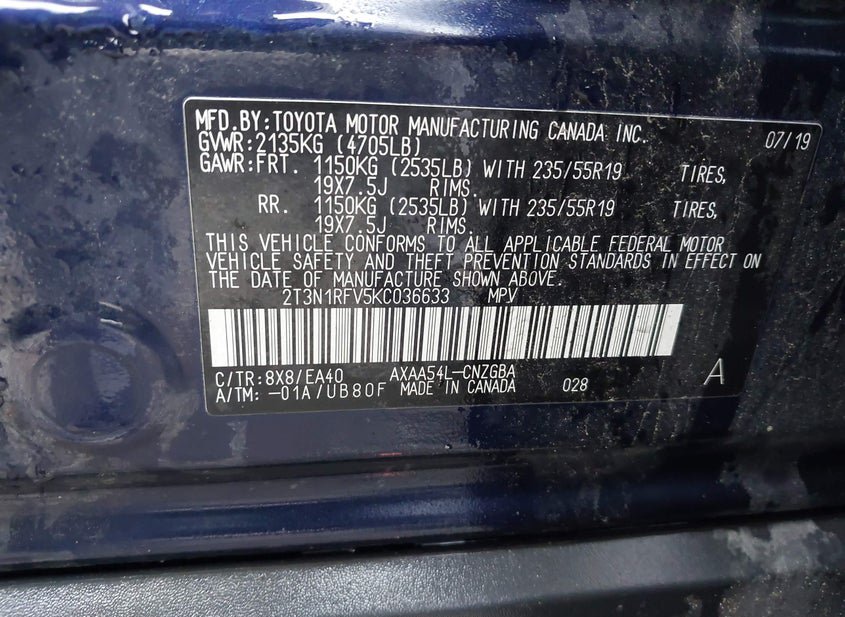 MFD.BY:TOYOTA MOTOR MANUFACTURING CANADA INC. 07/19
GVWR:2135KG (4705LB)
GAWR:FRT. 1150KG (2535LB) WITH 235/55R19 TIRES,
19X7.5J RIMS.
RR. 1150KG (2535LB) WITH 235/55R19 TIRES,
19X7.5J RIMS.
THIS VEHICLE CONFORMS TO ALL APPLICABLE FEDERAL MOTOR
VEHICLE SAFETY AND THEFT PREVENTION STANDARDS IN EFFECT ON
THE DATE OF MANUFACTURE SHOWN ABOVE.
2T3N1RFV5KC036633 MPV
C/TR:8X8/EA40 AXAA54L-CNZGBA
A/TM:-01A/UB80F MADE IN CANADA 028 A